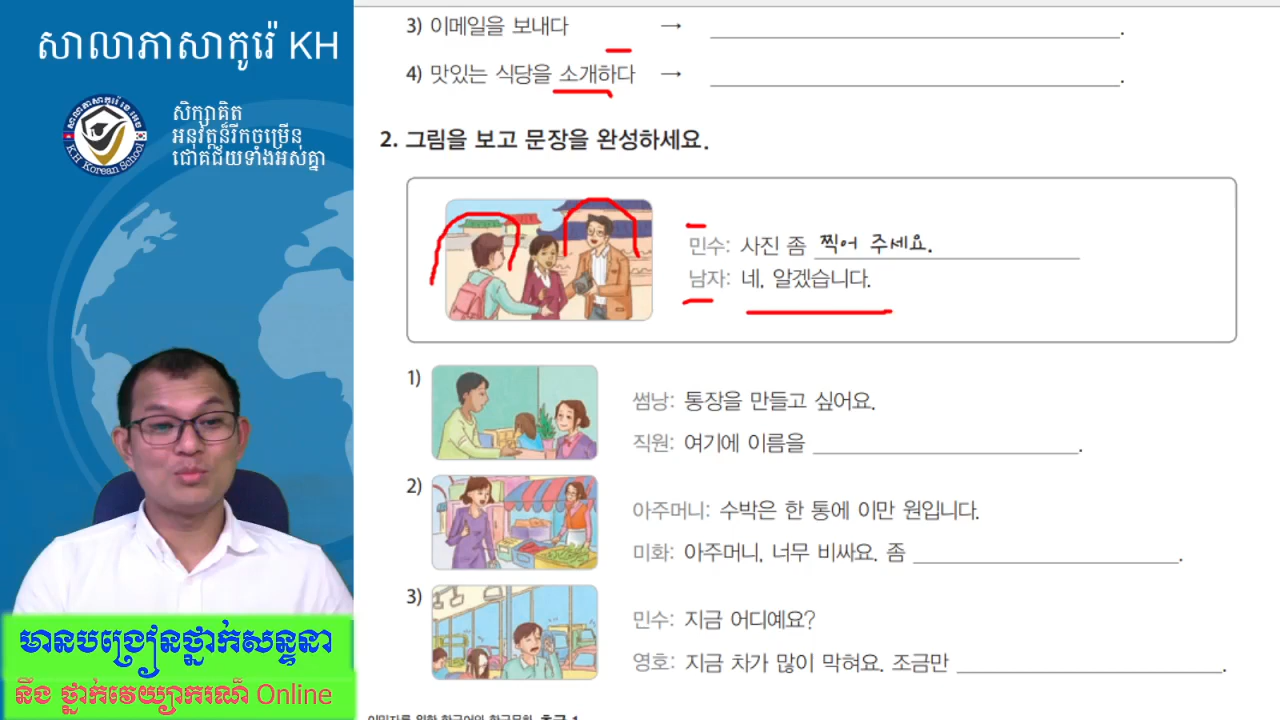 សាលាភាសាកូរ៉េ KH
សិក្សាគិត
អនុវត្តន៍រីកចម្រើន
ជោគជ័យទាំងអស់គ្នា
K.H Korean School
មានបង្រៀនថ្នាក់សន្ទនា
និង ថ្នាក់វេយ្យាករណ៍ Online
3) 이메일을 보내다 →
4) 맛있는 식당을 소개하다 →
2. 그림을 보고 문장을 완성하세요.
민수: 사진 좀 찍어 주세요.
남자: 네, 알겠습니다.
1)
썸낭: 통장을 만들고 싶어요.
직원: 여기에 이름을 .
2)
아주머니: 수박은 한 통에 이만 원입니다.
미화: 아주머니, 너무 비싸요. 좀 .
3)
민수: 지금 어디예요?
영호: 지금 차가 많이 막혀요. 조금만 .